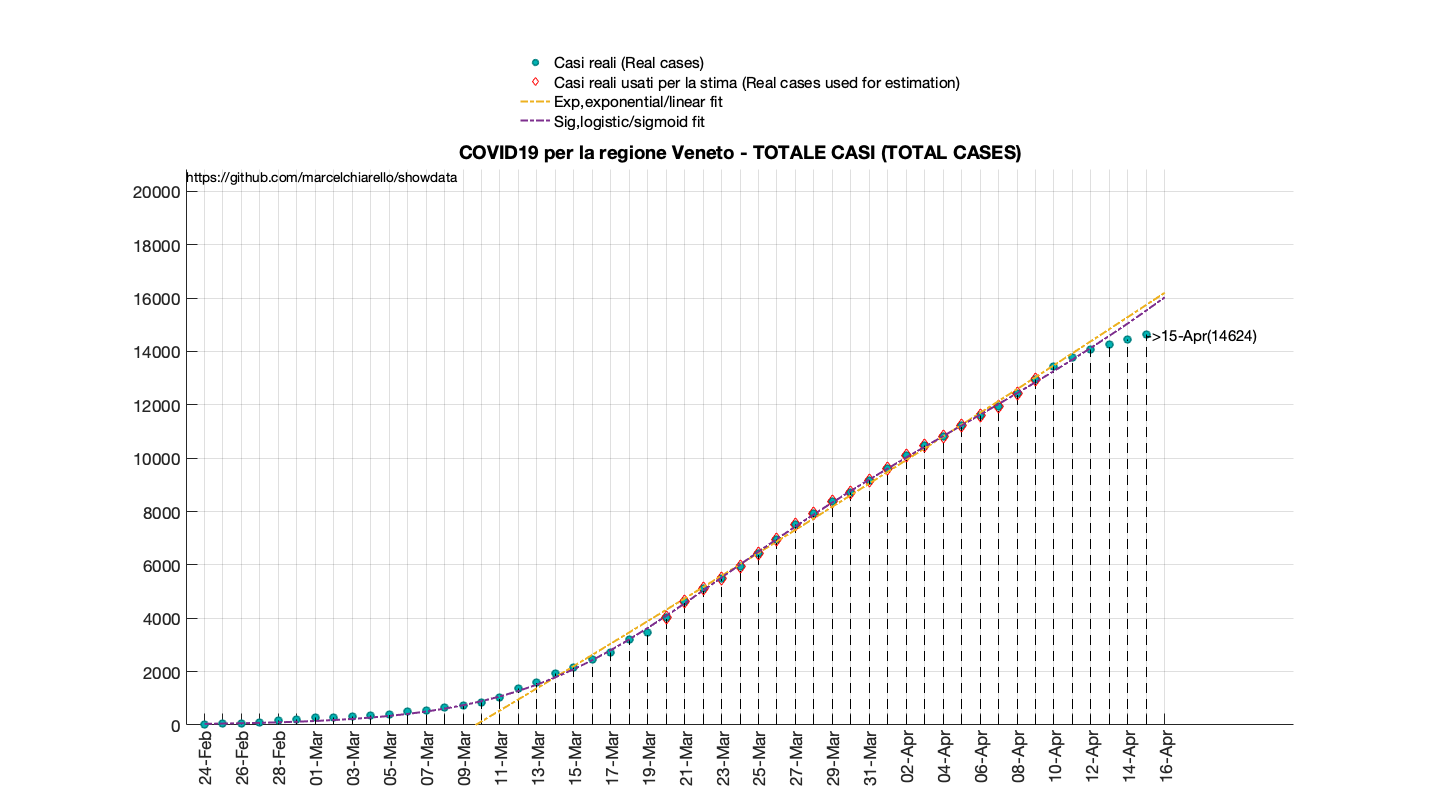 Casi reali (Real cases)
Casi reali usati per la stima (Real cases used for estimation)
Exp,exponential/linear fit
Sig,logistic/sigmoid fit
COVID19 per la regione Veneto - TOTALE CASI (TOTAL CASES)
https://github.com/marcelchiarello/showdata
20000
18000
16000
14000
12000
10000
8000
6000
4000
2000
0
>15-Apr(14624)
24-Feb
26-Feb
28-Feb
01-Mar
03-Mar
05-Mar
07-Mar
09-Mar
11-Mar
13-Mar
15-Mar
17-Mar
19-Mar
21-Mar
23-Mar
25-Mar
27-Mar
29-Mar
31-Mar
02-Apr
04-Apr
06-Apr
08-Apr
10-Apr
12-Apr
14-Apr
16-Apr